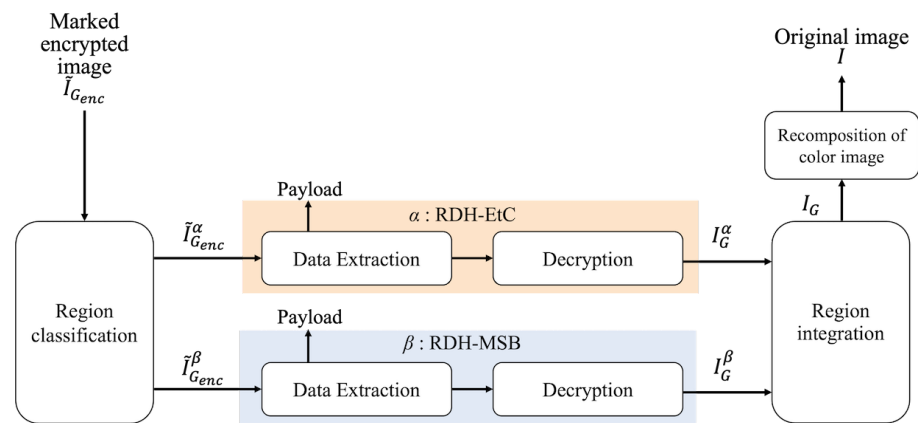 Marked
encrypted
image
Ĩ_{G_{enc}}
Original image
I
Recomposition of
color image
I_G
Payload
α : RDH-EtC
Ĩ^α_{G_{enc}}
Data Extraction
Decryption
I^α_G
Region
classification
Region
integration
Payload
β : RDH-MSB
Ĩ^β_{G_{enc}}
Data Extraction
Decryption
I^β_G